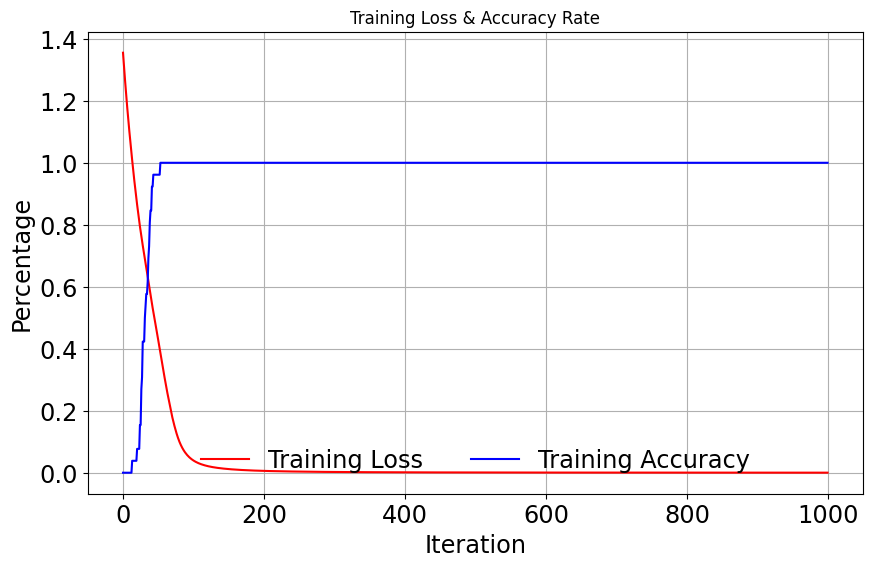 Training Loss & Accuracy Rate
1.4
1.2
1.0
0.8
0.6
0.4
0.2
0.0
Percentage
Training Loss
Training Accuracy
0 200 400 600 800 1000
Iteration